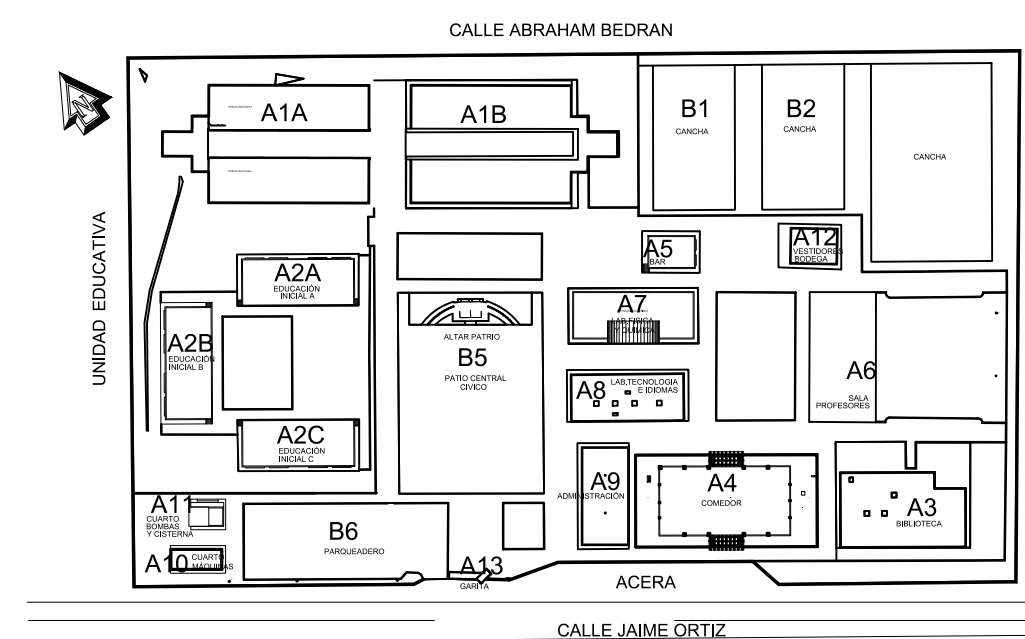 CALLE ABRAHAM BEDRAN
N
UNIDAD EDUCATIVA
A1A
A1B
B1
CANCHA
B2
CANCHA
CANCHA
A5
BAR
A12
VESTIDORES
BODEGA
A2A
EDUCACIÓN
INICIAL A
A2B
EDUCACIÓN
INICIAL B
A2C
EDUCACIÓN
INICIAL C
ALTAR PATRIO
B5
PATIO CENTRAL
CIVICO
A7
LAB.FISICA
Y QUIMICA
A8
LAB.TECNOLOGIA
E IDIOMAS
A6
SALA
PROFESORES
A9
ADMINISTRACIÓN
A4
COMEDOR
A3
BIBLIOTECA
A11
CUARTO
BOMBAS
Y CISTERNA
A10
CUARTO
MÁQUINAS
B6
PARQUEADERO
A13
GARITA
ACERA
CALLE JAIME ORTIZ